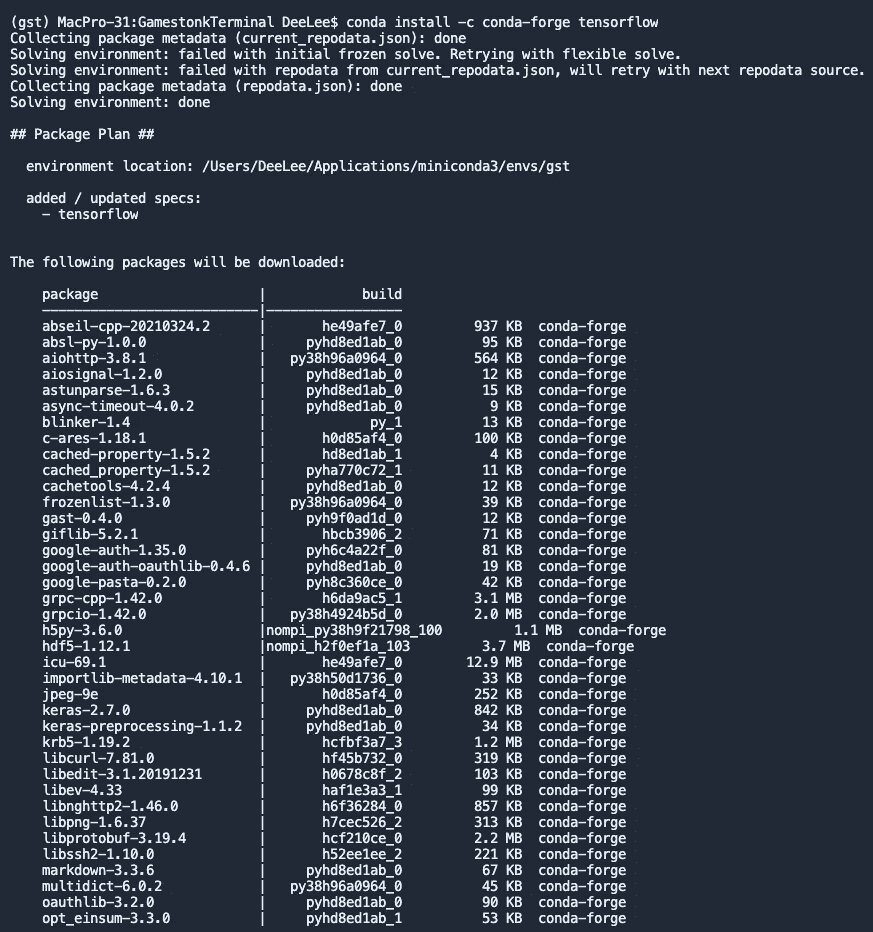 (gst) MacPro-31:GamestonkTerminal DeeLee$ conda install -c conda-forge tensorflow
Collecting package metadata (current_repodata.json): done
Solving environment: failed with initial frozen solve. Retrying with flexible solve.
Solving environment: failed with repodata from current_repodata.json, will retry with next repodata source.
Collecting package metadata (repodata.json): done
Solving environment: done
## Package Plan ##
environment location: /Users/DeeLee/Applications/miniconda3/envs/gst
added / updated specs:
- tensorflow
The following packages will be downloaded:
package | build
---------------------------|-----------------
abseil-cpp-20210324.2 | he49afe7_0 937 KB conda-forge
absl-py-1.0.0 | pyhd8ed1ab_0 95 KB conda-forge
aiohttp-3.8.1 | py38h96a0964_0 564 KB conda-forge
aiosignal-1.2.0 | pyhd8ed1ab_0 12 KB conda-forge
astunparse-1.6.3 | pyhd8ed1ab_0 15 KB conda-forge
async-timeout-4.0.2 | pyhd8ed1ab_0 9 KB conda-forge
blinker-1.4 | py_1 13 KB conda-forge
c-ares-1.18.1 | h0d85af4_0 100 KB conda-forge
cached-property-1.5.2 | hd8ed1ab_1 4 KB conda-forge
cached_property-1.5.2 | pyha770c72_1 11 KB conda-forge
cachetools-4.2.4 | pyhd8ed1ab_0 12 KB conda-forge
frozenlist-1.3.0 | py38h96a0964_0 39 KB conda-forge
gast-0.4.0 | pyh9f0ad1d_0 12 KB conda-forge
giflib-5.2.1 | hbcb3906_2 71 KB conda-forge
google-auth-1.35.0 | pyh6c4a22f_0 81 KB conda-forge
google-auth-oauthlib-0.4.6 | pyhd8ed1ab_0 19 KB conda-forge
google-pasta-0.2.0 | pyh8c360ce_0 42 KB conda-forge
grpc-cpp-1.42.0 | h6da9ac5_1 3.1 MB conda-forge
grpcio-1.42.0 | py38h4924b5d_0 2.0 MB conda-forge
h5py-3.6.0 |nompi_py38h9f21798_100 1.1 MB conda-forge
hdf5-1.12.1 |nompi_h2f0ef1a_103 3.7 MB conda-forge
icu-69.1 | he49afe7_0 12.9 MB conda-forge
importlib-metadata-4.10.1 | py38h50d1736_0 33 KB conda-forge
jpeg-9e | h0d85af4_0 252 KB conda-forge
keras-2.7.0 | pyhd8ed1ab_0 842 KB conda-forge
keras-preprocessing-1.1.2 | pyhd8ed1ab_0 34 KB conda-forge
krb5-1.19.2 | hcfbf3a7_3 1.2 MB conda-forge
libcurl-7.81.0 | hf45b732_0 319 KB conda-forge
libedit-3.1.20191231 | h0678c8f_2 103 KB conda-forge
libev-4.33 | haf1e3a3_1 99 KB conda-forge
libnghttp2-1.46.0 | h6f36284_0 857 KB conda-forge
libpng-1.6.37 | h7cec526_2 313 KB conda-forge
libprotobuf-3.19.4 | hcf210ce_0 2.2 MB conda-forge
libssh2-1.10.0 | h52ee1ee_2 221 KB conda-forge
markdown-3.3.6 | pyhd8ed1ab_0 67 KB conda-forge
multidict-6.0.2 | py38h96a0964_0 45 KB conda-forge
oauthlib-3.2.0 | pyhd8ed1ab_0 90 KB conda-forge
opt_einsum-3.3.0 | pyhd8ed1ab_1 53 KB conda-forge